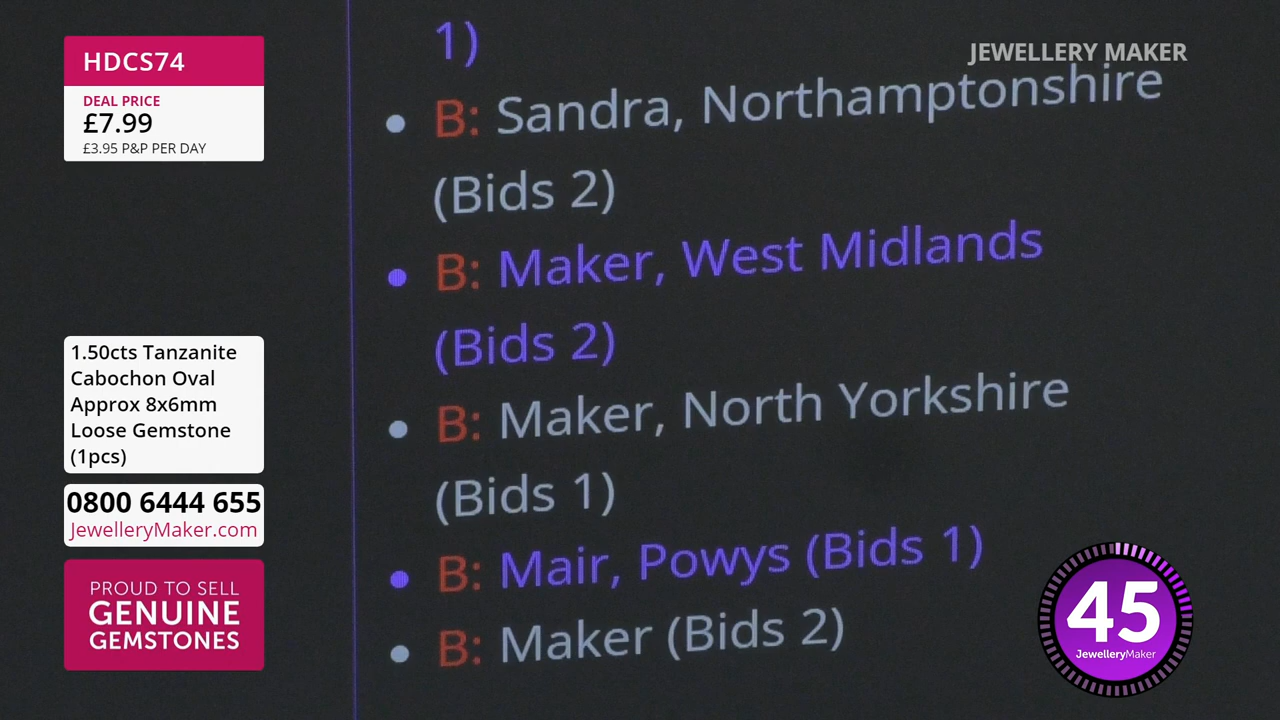 HDCS74
DEAL PRICE
£7.99
£3.95 P&P PER DAY
JEWELLERY MAKER
1)
• B: Sandra, Northamptonshire
(Bids 2)
• B: Maker, West Midlands
(Bids 2)
• B: Maker, North Yorkshire
(Bids 1)
• B: Mair, Powys (Bids 1)
• B: Maker (Bids 2)
1.50cts Tanzanite
Cabochon Oval
Approx 8x6mm
Loose Gemstone
(1pcs)
0800 6444 655
JewelleryMaker.com
PROUD TO SELL
GENUINE
GEMSTONES
45
JewelleryMaker